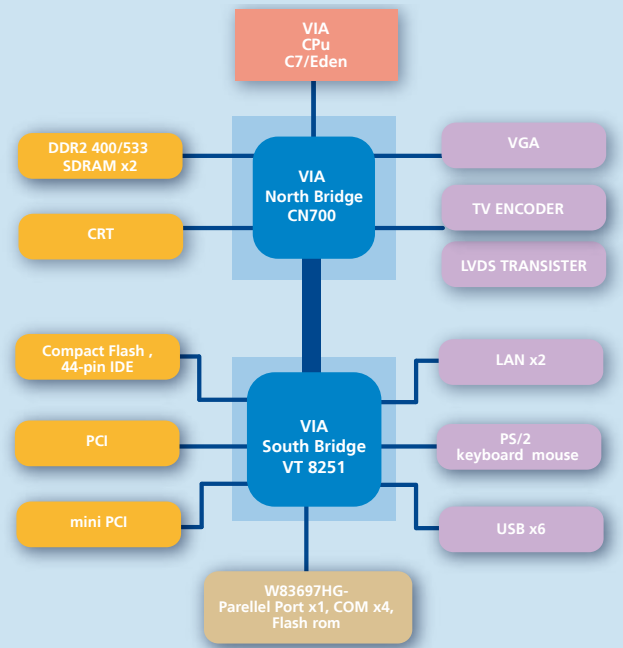 VIA
CPu
C7/Eden
DDR2 400/533
SDRAM x2
CRT
VIA
North Bridge
CN700
VGA
TV ENCODER
LVDS TRANSISTER
Compact Flash ,
44-pin IDE
PCI
mini PCI
VIA
South Bridge
VT 8251
LAN x2
PS/2
keyboard mouse
USB x6
W83697HG-
Parellel Port x1, COM x4,
Flash rom